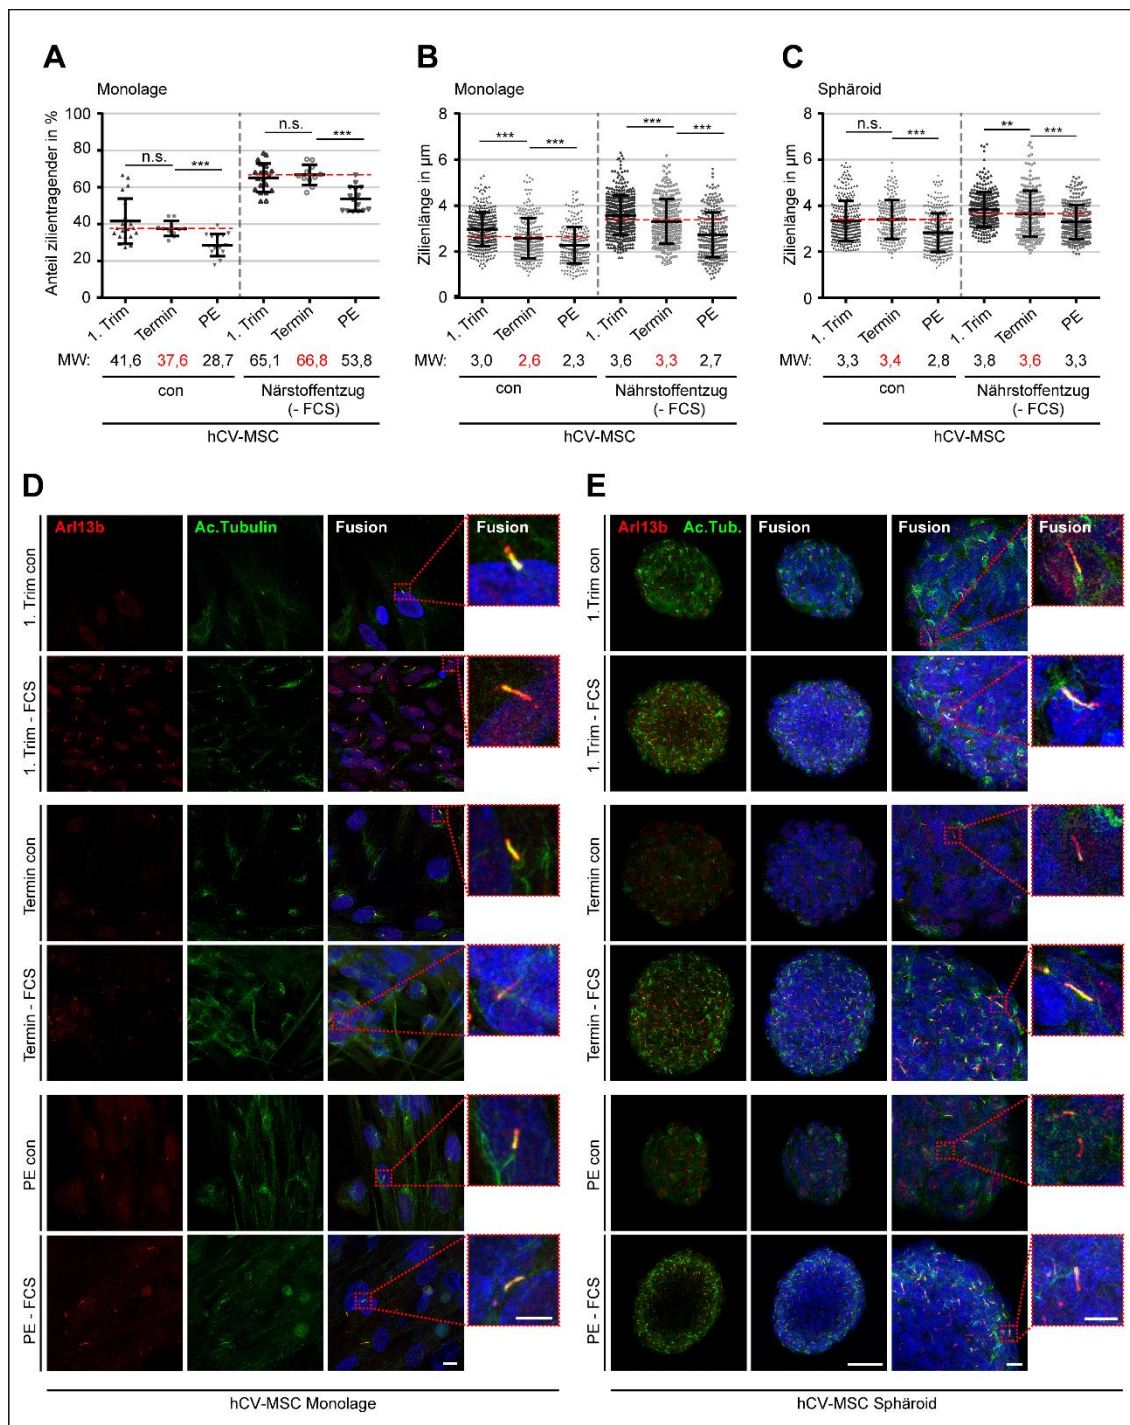 A
Monolage
Anteil zilientragender in %
100
80
60
40
20
0
n.s.
***
n.s.
***
1. Trim
Termin
PE
1. Trim
Termin
PE
MW: 41,6 37,6 28,7 65,1 66,8 53,8
con
Närstoffentzug
(- FCS)
hCV-MSC
B
Monolage
Zilienlänge in µm
8
6
4
2
0
***
***
***
***
1. Trim
Termin
PE
1. Trim
Termin
PE
MW: 3,0 2,6 2,3 3,6 3,3 2,7
con
Nährstoffentzug
(- FCS)
hCV-MSC
C
Sphäroid
Zilienlänge in µm
8
6
4
2
0
n.s.
***
**
***
1. Trim
Termin
PE
1. Trim
Termin
PE
MW: 3,3 3,4 2,8 3,8 3,6 3,3
con
Nährstoffentzug
(- FCS)
hCV-MSC
D
Arl13b
Ac.Tubulin
Fusion
Fusion
1. Trim con
1. Trim - FCS
Termin con
Termin - FCS
PE con
PE - FCS
hCV-MSC Monolage
E
Arl13b Ac.Tub.
Fusion
Fusion
Fusion
1.Trim con
1. Trim - FCS
Termin con
Termin - FCS
PE con
PE - FCS
hCV-MSC Sphäroid